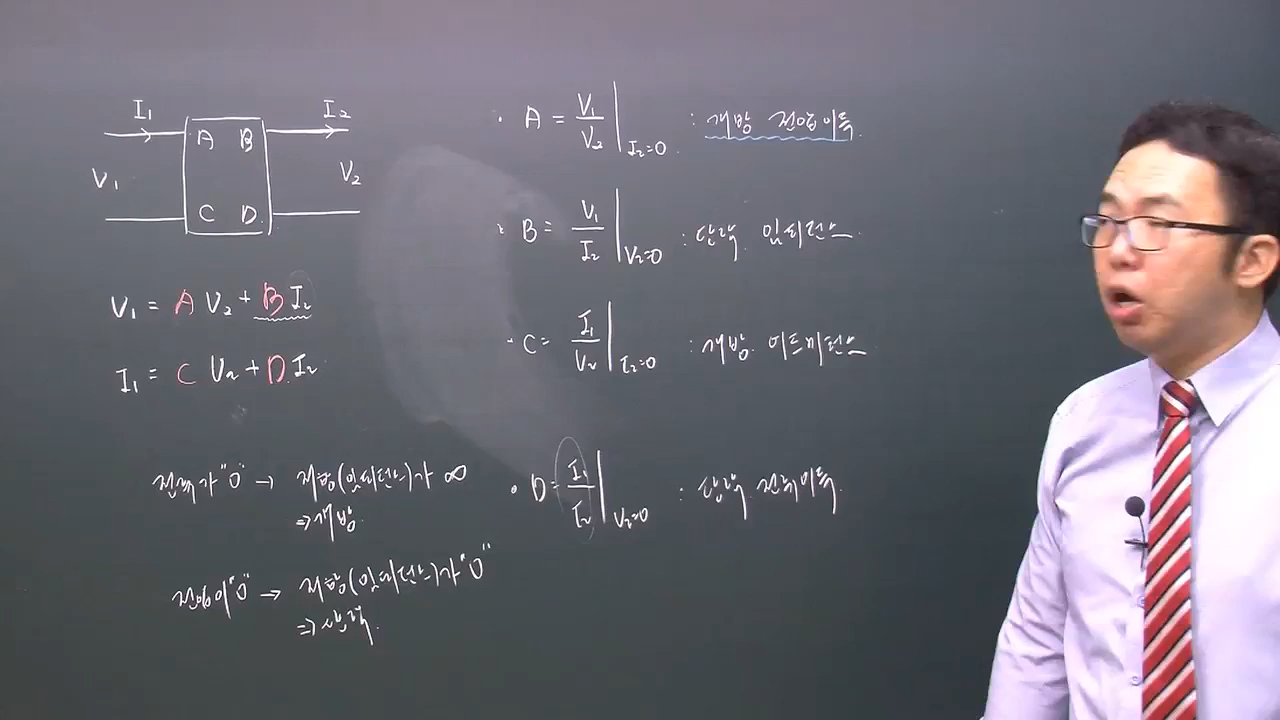 I₁ I₂
A B
V₁ V₂
C D
V₁ = A V₂ + B I₂
I₁ = C V₂ + D I₂
전류가 "0" → 저항(임피던스)가 ∞
⇒ 개방
전압이 "0" → 저항(임피던스)가 "0"
⇒ 단락.
· A = V₁/V₂ | I₂=0 : 개방 전압이득
· B = V₁/I₂ | V₂=0 : 단락 임피던스
· C = I₁/V₂ | I₂=0 : 개방 어드미턴스
· D = I₁/I₂ | V₂=0 : 단락 전류이득